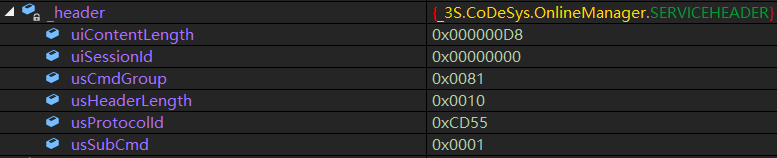 _header {_3S.CoDeSys.OnlineManager.SERVICEHEADER}
uiContentLength 0x000000D8
uiSessionId 0x00000000
usCmdGroup 0x0081
usHeaderLength 0x0010
usProtocolId 0xCD55
usSubCmd 0x0001